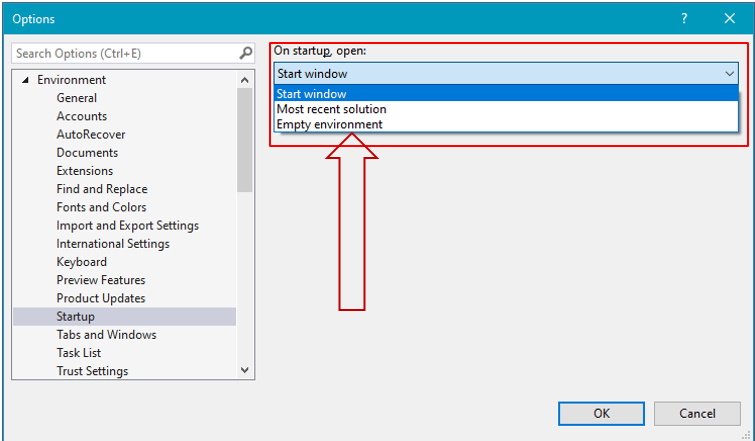 Options
?
Search Options (Ctrl+E)
Environment
General
Accounts
AutoRecover
Documents
Extensions
Find and Replace
Fonts and Colors
Import and Export Settings
International Settings
Keyboard
Preview Features
Product Updates
Startup
Tabs and Windows
Task List
Trust Settings
On startup, open:
Start window
Start window
Most recent solution
Empty environment
OK
Cancel